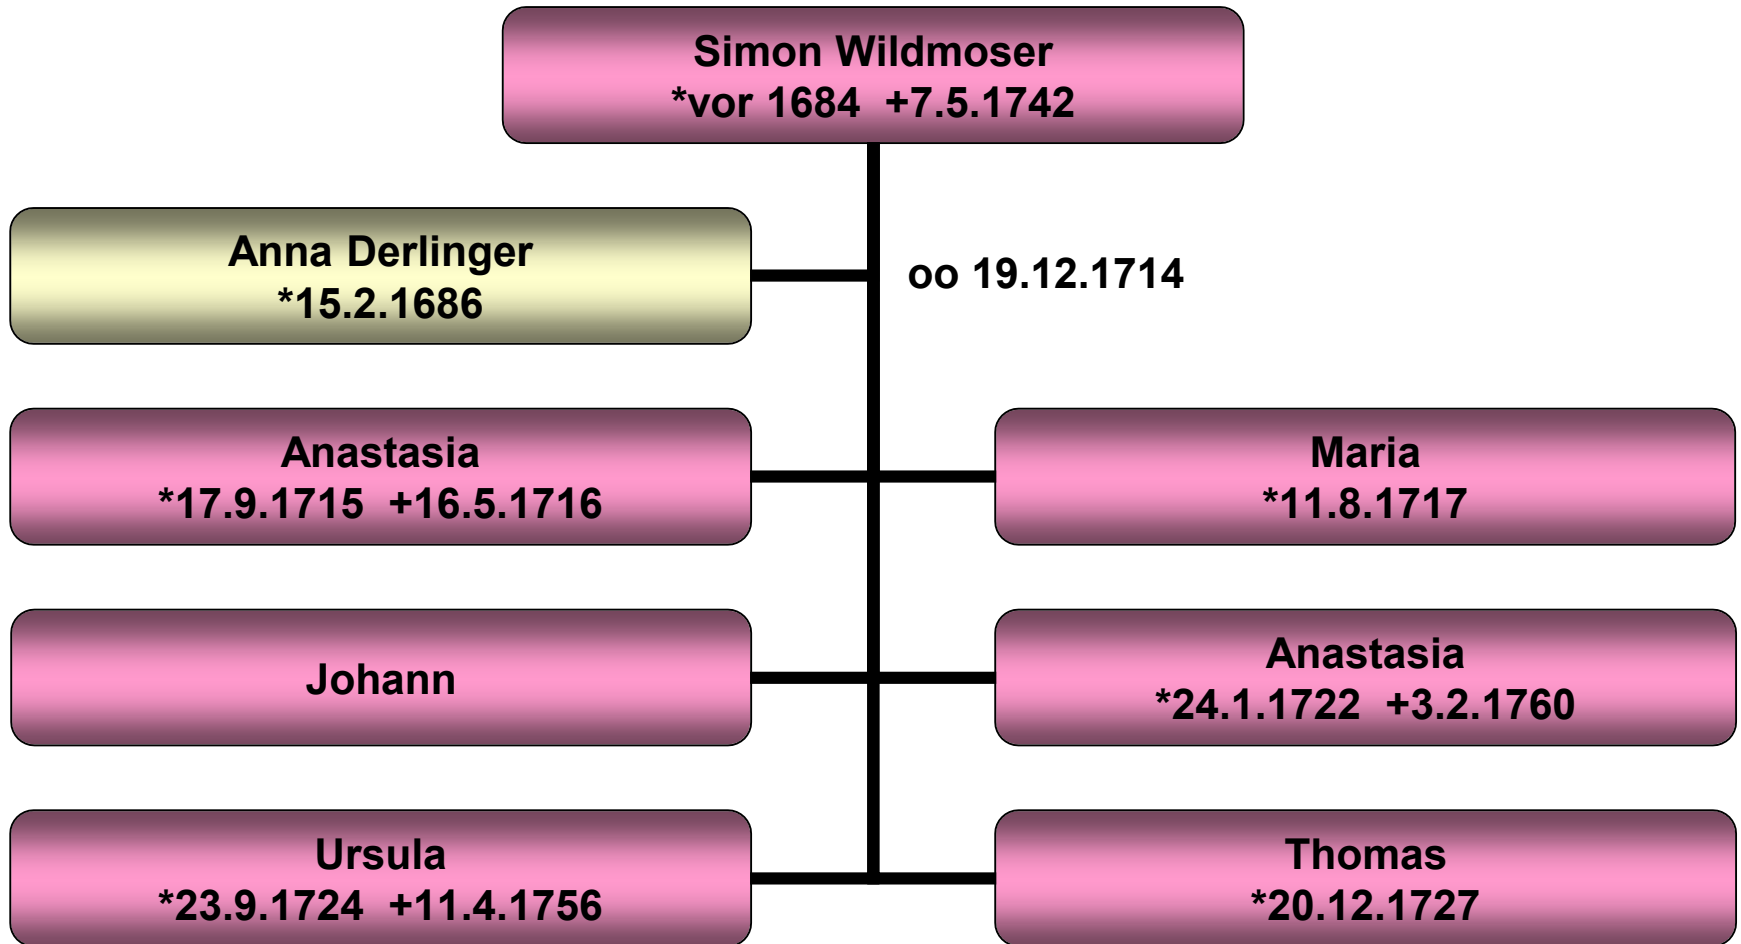 Simon Wildmoser
*vor 1684  +7.5.1742
Anna Derlinger
*15.2.1686
oo 19.12.1714
Anastasia
*17.9.1715  +16.5.1716
Maria
*11.8.1717
Johann
Anastasia
*24.1.1722  +3.2.1760
Ursula
*23.9.1724  +11.4.1756
Thomas
*20.12.1727